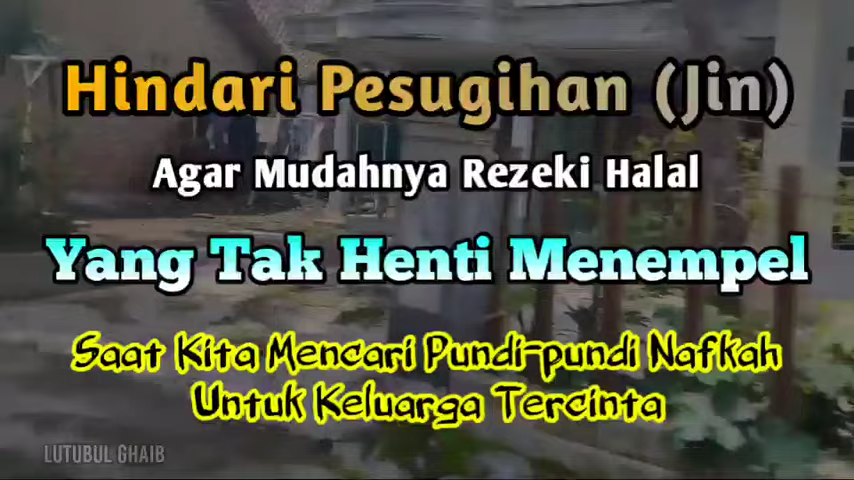 Hindari Pesugihan (Jin)
Agar Mudahnya Rezeki Halal
Yang Tak Henti Menempel
Saat Kita Mencari Pundi-pundi Nafkah
Untuk Keluarga Tercinta
LUTUBUL GHAIB